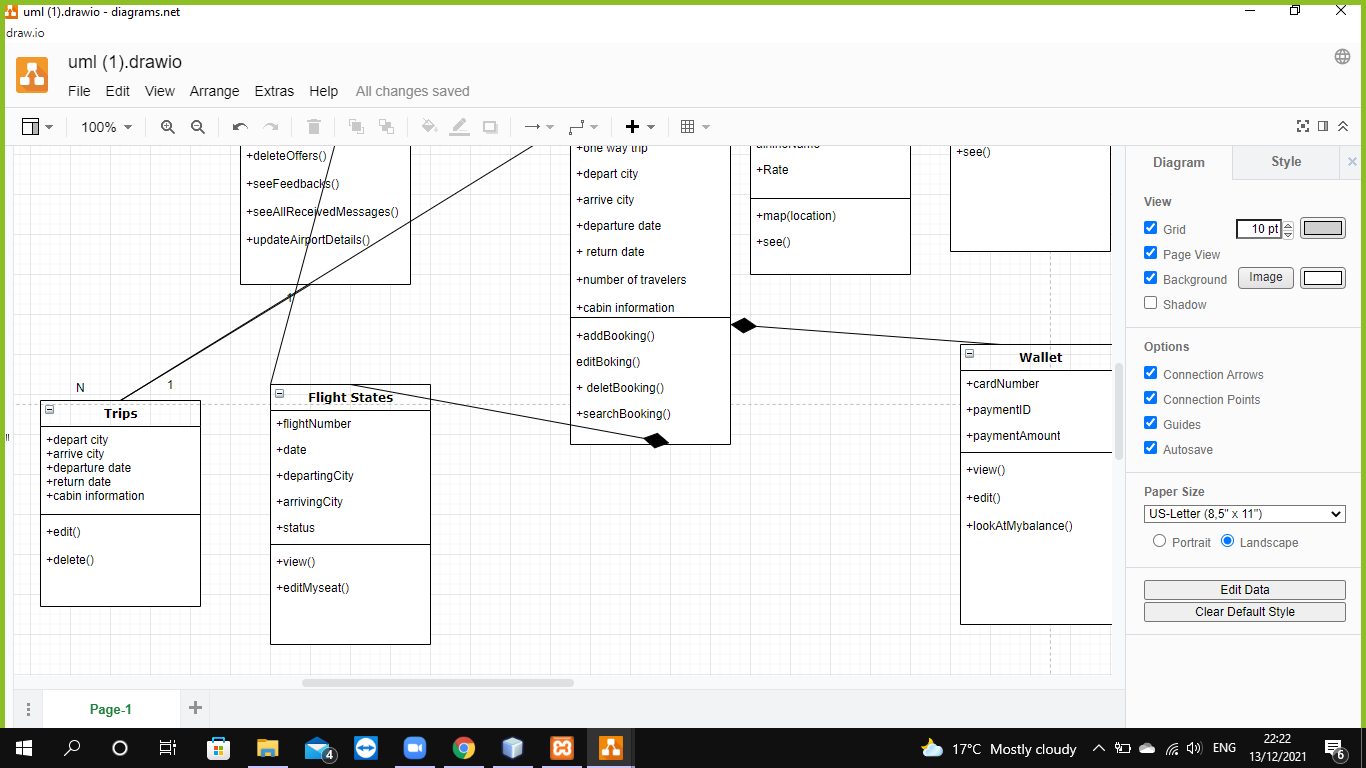 uml (1).drawio - diagrams.net
draw.io
uml (1).drawio
File Edit View Arrange Extras Help All changes saved
100%
+deleteOffers()
+seeFeedbacks()
+seeAllReceivedMessages()
+updateAirportDetails()
+one way trip
+depart city
+arrive city
+departure date
+ return date
+number of travelers
+cabin information
+addBooking()
editBoking()
+ deletBooking()
+searchBooking()
+Rate
+map(location)
+see()
+see()
1
N
1
Trips
+depart city
+arrive city
+departure date
+return date
+cabin information
+edit()
+delete()
Flight States
+flightNumber
+date
+departingCity
+arrivingCity
+status
+view()
+editMyseat()
Wallet
+cardNumber
+paymentID
+paymentAmount
+view()
+edit()
+lookAtMybalance()
Diagram Style
View
Grid 10 pt
Page View
Background Image
Shadow
Options
Connection Arrows
Connection Points
Guides
Autosave
Paper Size
US-Letter (8,5" x 11")
Portrait Landscape
Edit Data
Clear Default Style
Page-1
4
17°C Mostly cloudy
ENG
22:22
13/12/2021
6